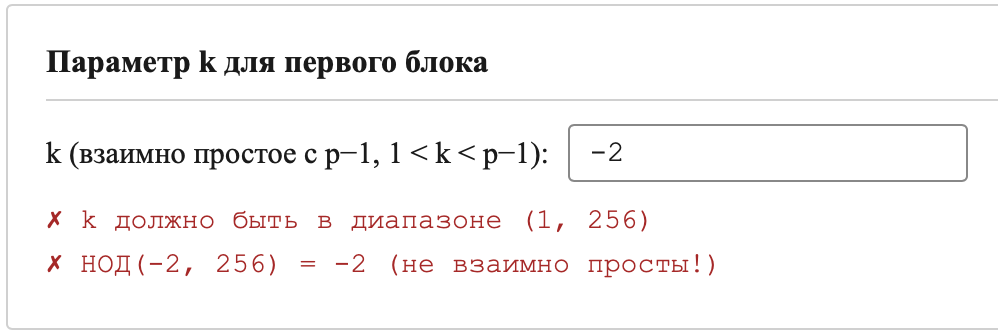 Параметр k для первого блока
k (взаимно простое с p−1, 1 < k < p−1): -2
✗ k должно быть в диапазоне (1, 256)
✗ НОД(-2, 256) = -2 (не взаимно просты!)